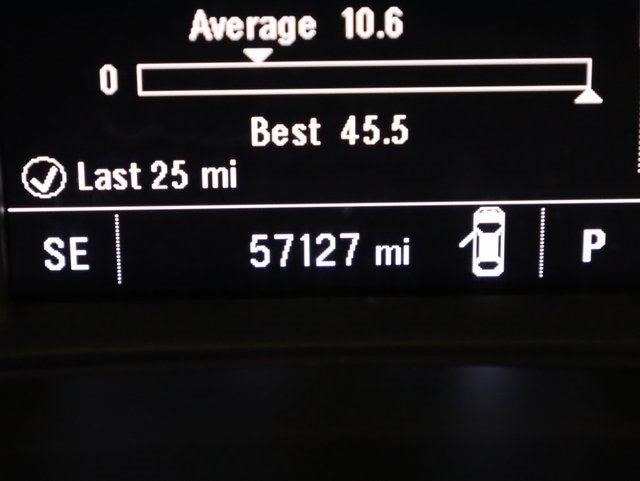 Average 10.6
0
Best 45.5
Last 25 mi
SE 57127 mi P